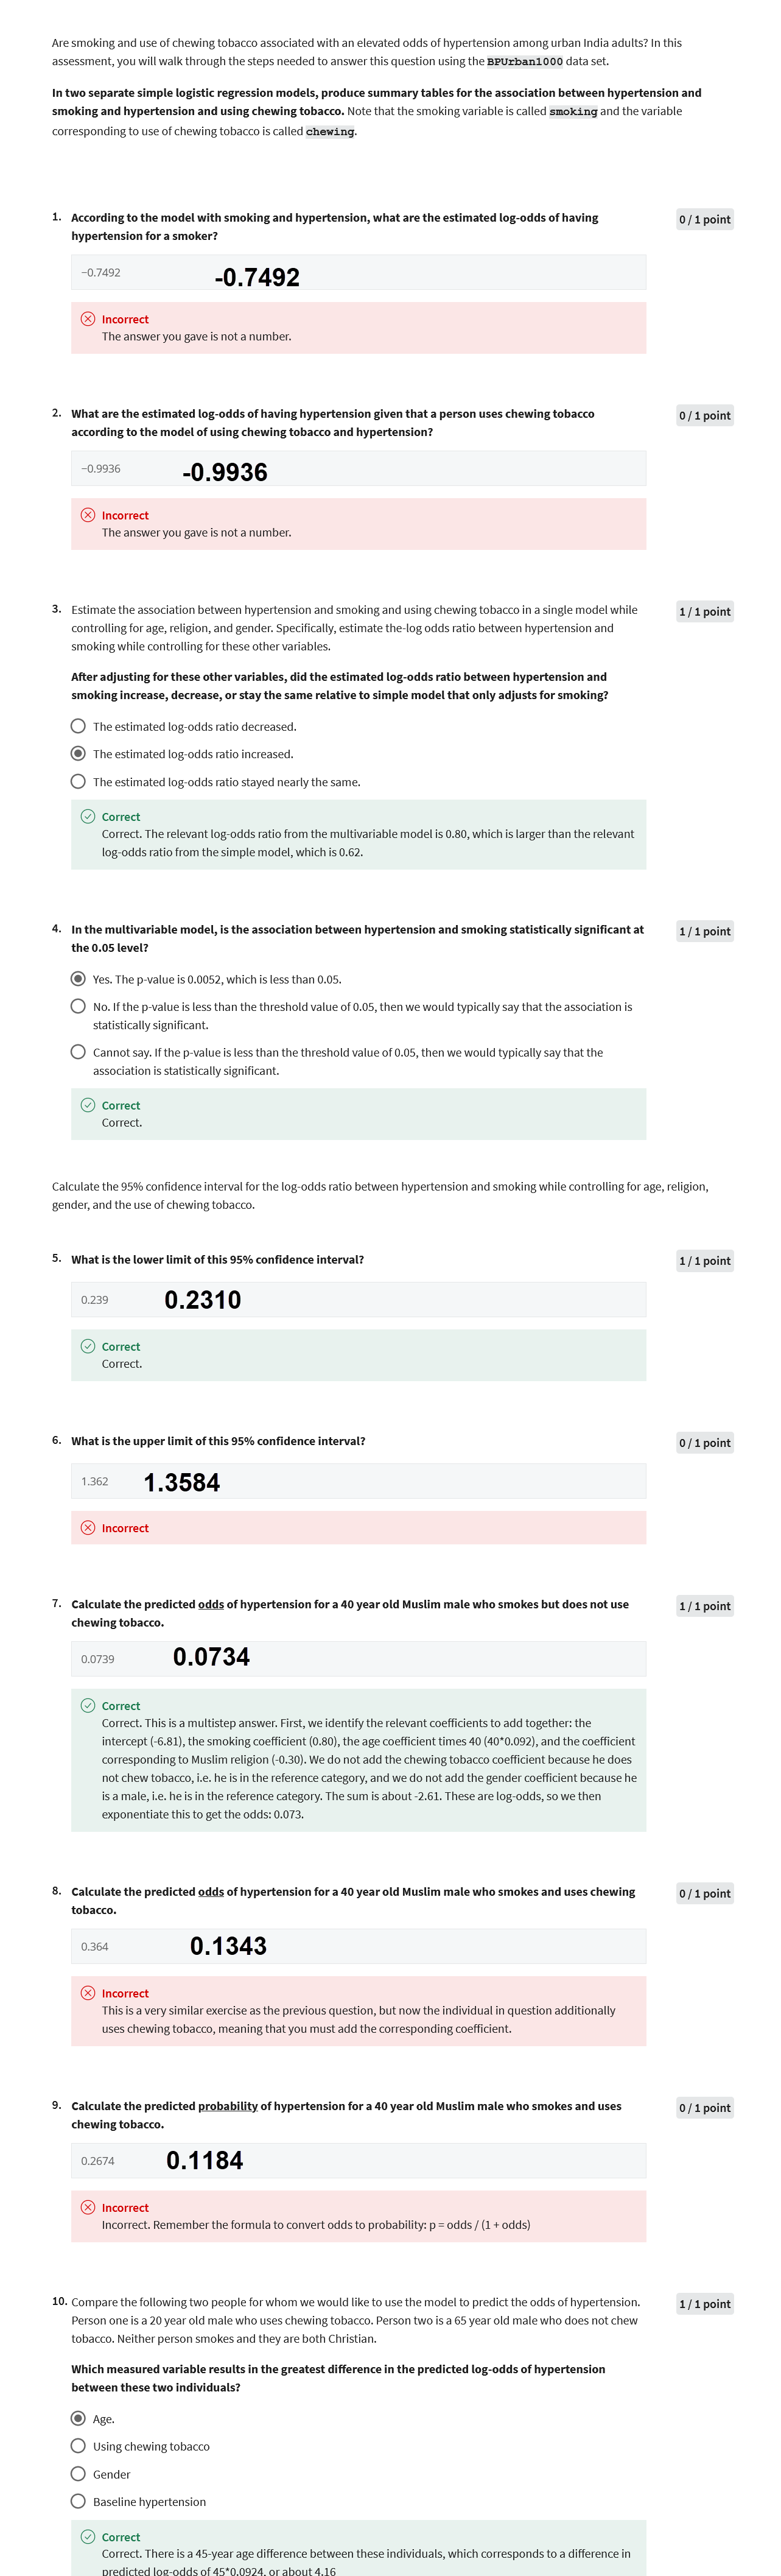 Are smoking and use of chewing tobacco associated with an elevated odds of hypertension among urban India adults? In this
assessment, you will walk through the steps needed to answer this question using the BPUrban1000 data set.
In two separate simple logistic regression models, produce summary tables for the association between hypertension and
smoking and hypertension and using chewing tobacco. Note that the smoking variable is called smoking and the variable
corresponding to use of chewing tobacco is called chewing.
1. According to the model with smoking and hypertension, what are the estimated log-odds of having
hypertension for a smoker?
0 / 1 point
−0.7492 -0.7492
Incorrect
The answer you gave is not a number.
2. What are the estimated log-odds of having hypertension given that a person uses chewing tobacco
according to the model of using chewing tobacco and hypertension?
0 / 1 point
−0.9936 -0.9936
Incorrect
The answer you gave is not a number.
3. Estimate the association between hypertension and smoking and using chewing tobacco in a single model while
controlling for age, religion, and gender. Specifically, estimate the-log odds ratio between hypertension and
smoking while controlling for these other variables.
1 / 1 point
After adjusting for these other variables, did the estimated log-odds ratio between hypertension and
smoking increase, decrease, or stay the same relative to simple model that only adjusts for smoking?
The estimated log-odds ratio decreased.
The estimated log-odds ratio increased.
The estimated log-odds ratio stayed nearly the same.
Correct
Correct. The relevant log-odds ratio from the multivariable model is 0.80, which is larger than the relevant
log-odds ratio from the simple model, which is 0.62.
4. In the multivariable model, is the association between hypertension and smoking statistically significant at
the 0.05 level?
1 / 1 point
Yes. The p-value is 0.0052, which is less than 0.05.
No. If the p-value is less than the threshold value of 0.05, then we would typically say that the association is
statistically significant.
Cannot say. If the p-value is less than the threshold value of 0.05, then we would typically say that the
association is statistically significant.
Correct
Correct.
Calculate the 95% confidence interval for the log-odds ratio between hypertension and smoking while controlling for age, religion,
gender, and the use of chewing tobacco.
5. What is the lower limit of this 95% confidence interval?
1 / 1 point
0.239 0.2310
Correct
Correct.
6. What is the upper limit of this 95% confidence interval?
0 / 1 point
1.362 1.3584
Incorrect
7. Calculate the predicted odds of hypertension for a 40 year old Muslim male who smokes but does not use
chewing tobacco.
1 / 1 point
0.0739 0.0734
Correct
Correct. This is a multistep answer. First, we identify the relevant coefficients to add together: the
intercept (-6.81), the smoking coefficient (0.80), the age coefficient times 40 (40*0.092), and the coefficient
corresponding to Muslim religion (-0.30). We do not add the chewing tobacco coefficient because he does
not chew tobacco, i.e. he is in the reference category, and we do not add the gender coefficient because he
is a male, i.e. he is in the reference category. The sum is about -2.61. These are log-odds, so we then
exponentiate this to get the odds: 0.073.
8. Calculate the predicted odds of hypertension for a 40 year old Muslim male who smokes and uses chewing
tobacco.
0 / 1 point
0.364 0.1343
Incorrect
This is a very similar exercise as the previous question, but now the individual in question additionally
uses chewing tobacco, meaning that you must add the corresponding coefficient.
9. Calculate the predicted probability of hypertension for a 40 year old Muslim male who smokes and uses
chewing tobacco.
0 / 1 point
0.2674 0.1184
Incorrect
Incorrect. Remember the formula to convert odds to probability: p = odds / (1 + odds)
10. Compare the following two people for whom we would like to use the model to predict the odds of hypertension.
Person one is a 20 year old male who uses chewing tobacco. Person two is a 65 year old male who does not chew
tobacco. Neither person smokes and they are both Christian.
1 / 1 point
Which measured variable results in the greatest difference in the predicted log-odds of hypertension
between these two individuals?
Age.
Using chewing tobacco
Gender
Baseline hypertension
Correct
Correct. There is a 45-year age difference between these individuals, which corresponds to a difference in
predicted log-odds of 45*0.0924, or about 4.16